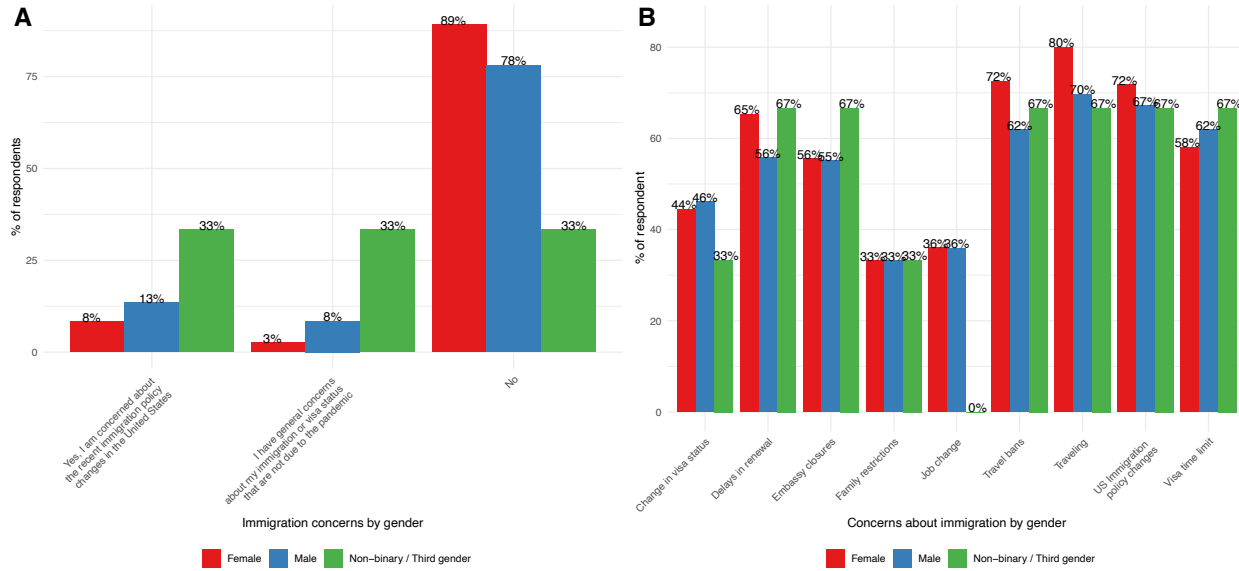 A
% of respondents
75
50
25
0
8%
13%
33%
3%
8%
33%
89%
78%
33%
Yes, I am concerned about
the recent immigration policy
changes in the United States
I have general concerns
about my immigration or visa status
that are not due to the pandemic
No
Immigration concerns by gender
Female Male Non−binary / Third gender
B
% of respondent
80
60
40
20
0
44%
46%
33%
65%
56%
67%
56%
55%
67%
33%
33%
33%
36%
36%
0%
72%
62%
67%
80%
70%
67%
72%
67%
67%
58%
62%
67%
Change in visa status
Delays in renewal
Embassy closures
Family restrictions
Job change
Travel bans
Traveling
US Immigration
policy changes
Visa time limit
Concerns about immigration by gender
Female Male Non−binary / Third gender